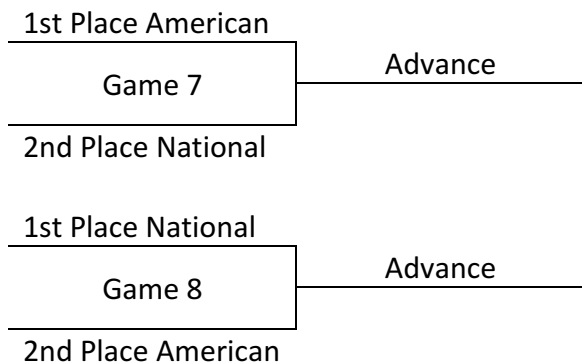 1st Place American
Advance
Game 7
2nd Place National
1st Place National
Advance
Game 8
2nd Place American